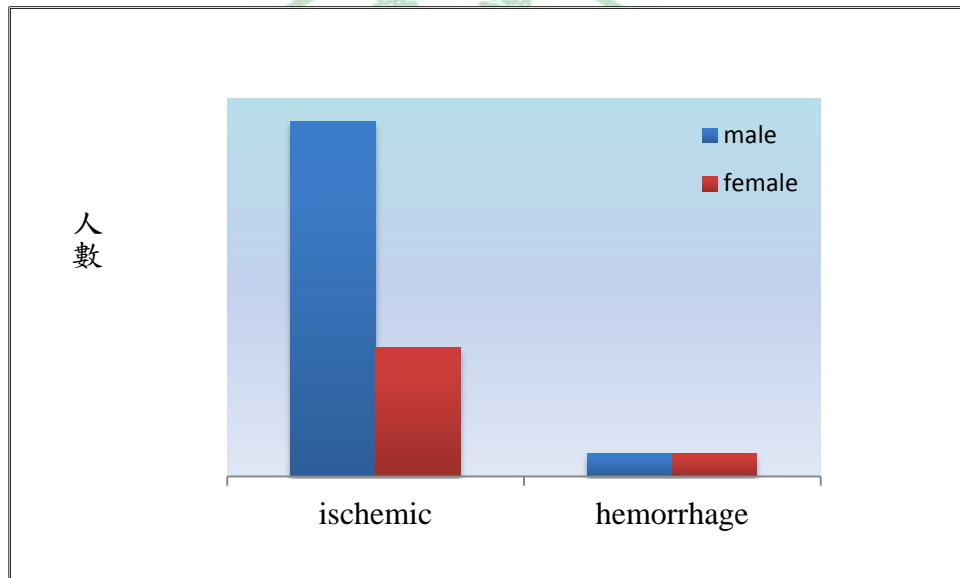 male
female
人
數
ischemic
hemorrhage